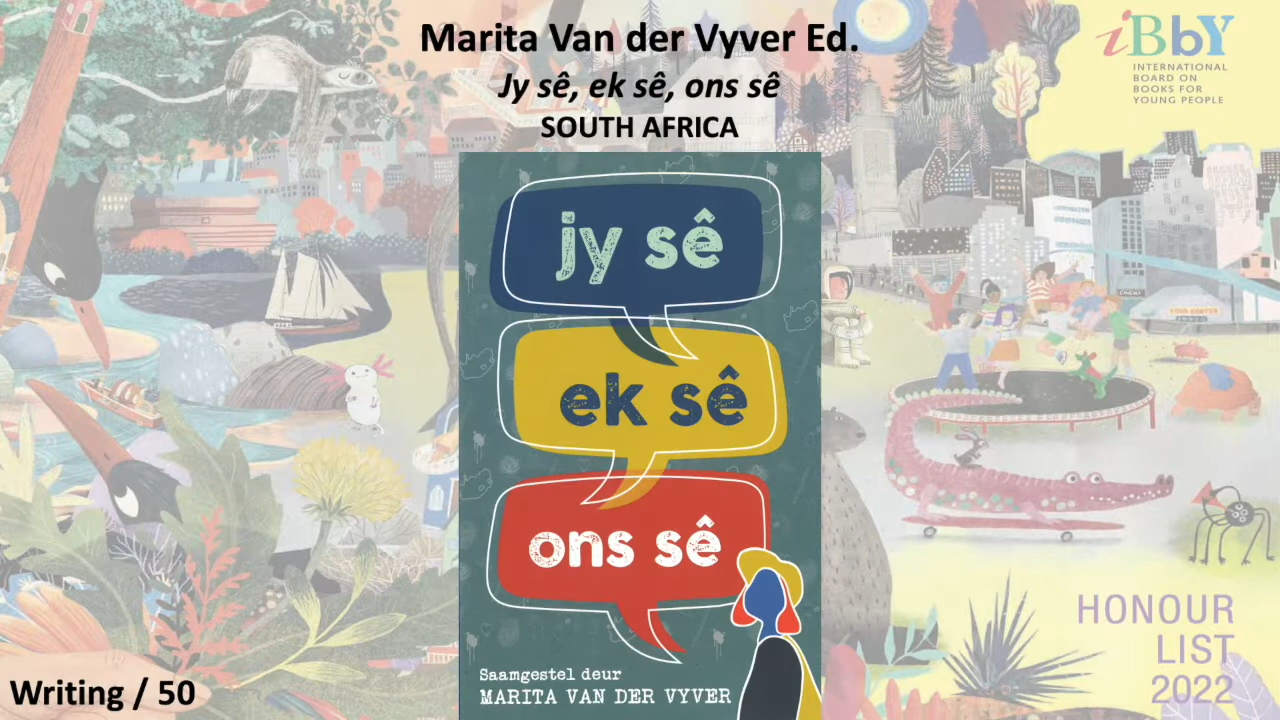 Marita Van der Vyver Ed.
Jy sê, ek sê, ons sê
SOUTH AFRICA
iBbY
INTERNATIONAL
BOARD ON
BOOKS FOR
YOUNG PEOPLE
jy sê
ek sê
ons sê
Saamgestel deur
MARITA VAN DER VYVER
CINEMA
HONOUR
LIST
2022
Writing / 50